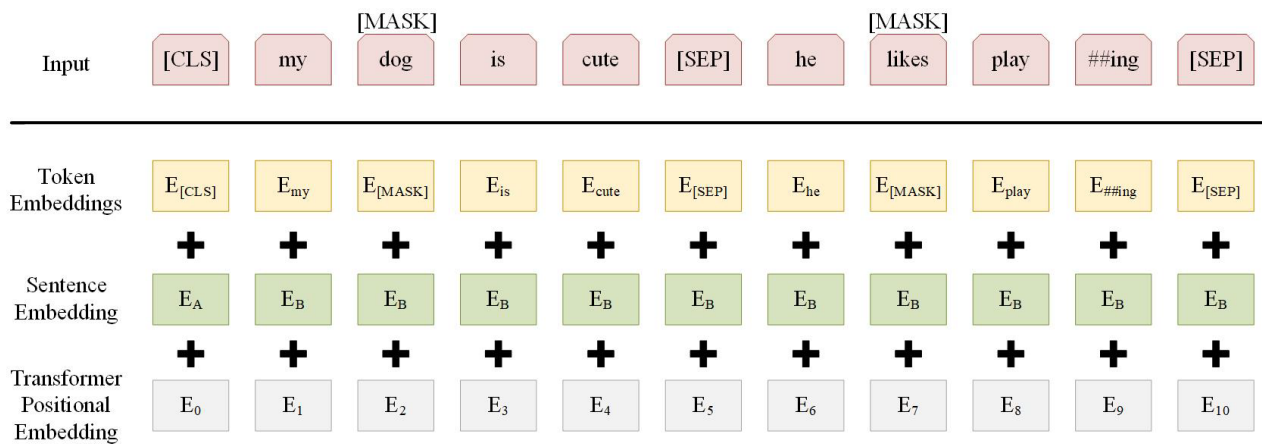 [MASK] [MASK]
Input [CLS] my dog is cute [SEP] he likes play ##ing [SEP]
Token Embeddings E[CLS] Emy E[MASK] Eis Ecute E[SEP] Ehe E[MASK] Eplay E##ing E[SEP]
+ + + + + + + + + + +
Sentence Embedding EA EB EB EB EB EB EB EB EB EB EB
+ + + + + + + + + + +
Transformer Positional Embedding E0 E1 E2 E3 E4 E5 E6 E7 E8 E9 E10